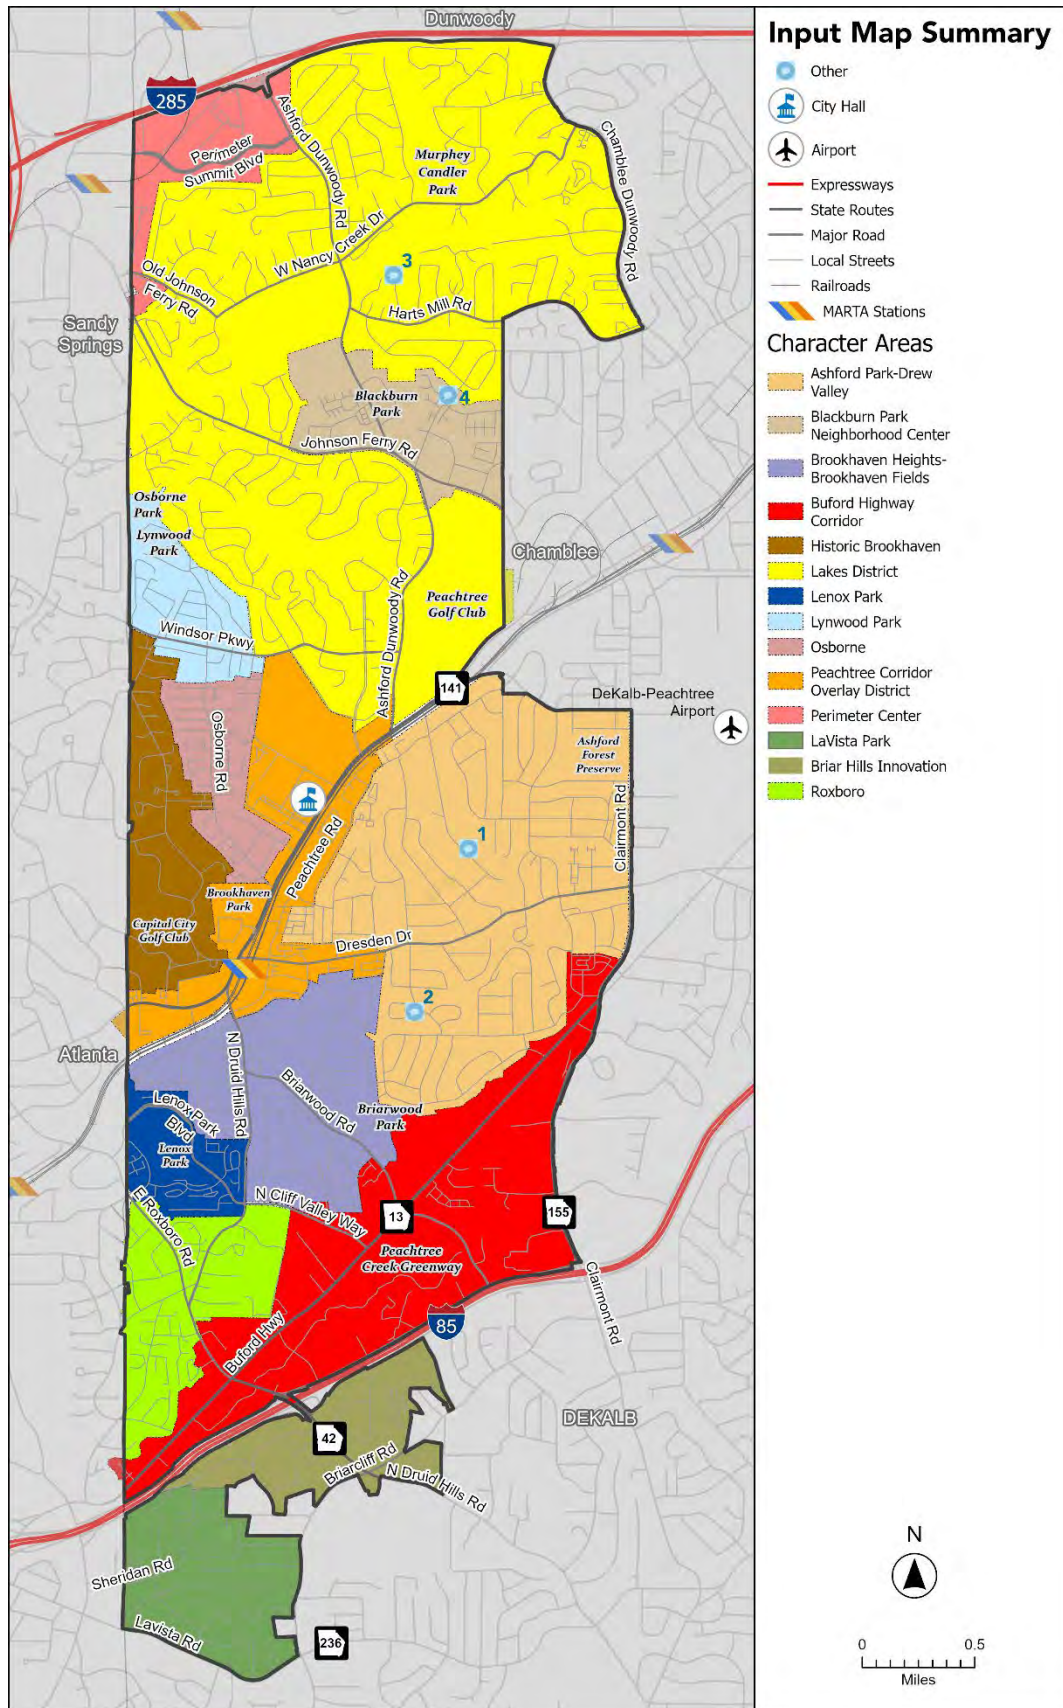 Dunwoody
Input Map Summary
Other
City Hall
Airport
Expressways
State Routes
Major Road
Local Streets
Railroads
MARTA Stations
Character Areas
Ashford Park-Drew
Valley
Blackburn Park
Neighborhood Center
Brookhaven Heights-
Brookhaven Fields
Buford Highway
Corridor
Historic Brookhaven
Lakes District
Lenox Park
Lynwood Park
Osborne
Peachtree Corridor
Overlay District
Perimeter Center
LaVista Park
Briar Hills Innovation
Roxboro
285
Perimeter
Summit Blvd
Ashford Dunwoody Rd
Murphey
Candler
Park
Chamblee Dunwoody Rd
W Nancy Creek Dr
3
Old Johnson
Ferry Rd
Harts Mill Rd
Sandy
Springs
Blackburn
Park
4
Johnson Ferry Rd
Osborne
Park
Lynwood
Park
Chamblee
Peachtree
Golf Club
Ashford Dunwoody Rd
Windsor Pkwy
141
DeKalb-Peachtree
Airport
Osborne Rd
Ashford
Forest
Preserve
Clairmont Rd
Peachtree Rd
1
Brookhaven
Park
Capital City
Golf Club
Dresden Dr
2
Atlanta
N Druid Hills Rd
Briarwood Rd
Lenox Park
Blvd
Briarwood
Park
Lenox
Park
E Roxboro Rd
N Cliff Valley Way
13
155
Peachtree
Creek Greenway
Clairmont Rd
Buford Hwy
85
DEKALB
42
Briarcliff Rd
N Druid Hills Rd
Sheridan Rd
Lavista Rd
236
N
0 0.5
Miles